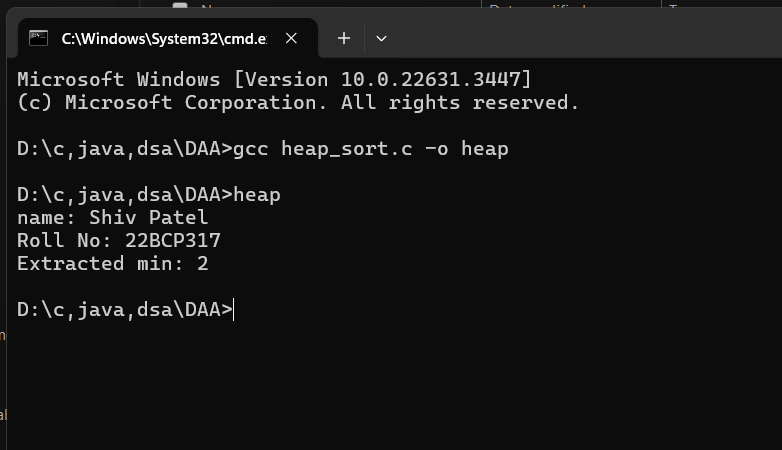 C:\Windows\System32\cmd.e
Microsoft Windows [Version 10.0.22631.3447]
(c) Microsoft Corporation. All rights reserved.
D:\c,java,dsa\DAA>gcc heap_sort.c -o heap
D:\c,java,dsa\DAA>heap
name: Shiv Patel
Roll No: 22BCP317
Extracted min: 2
D:\c,java,dsa\DAA>